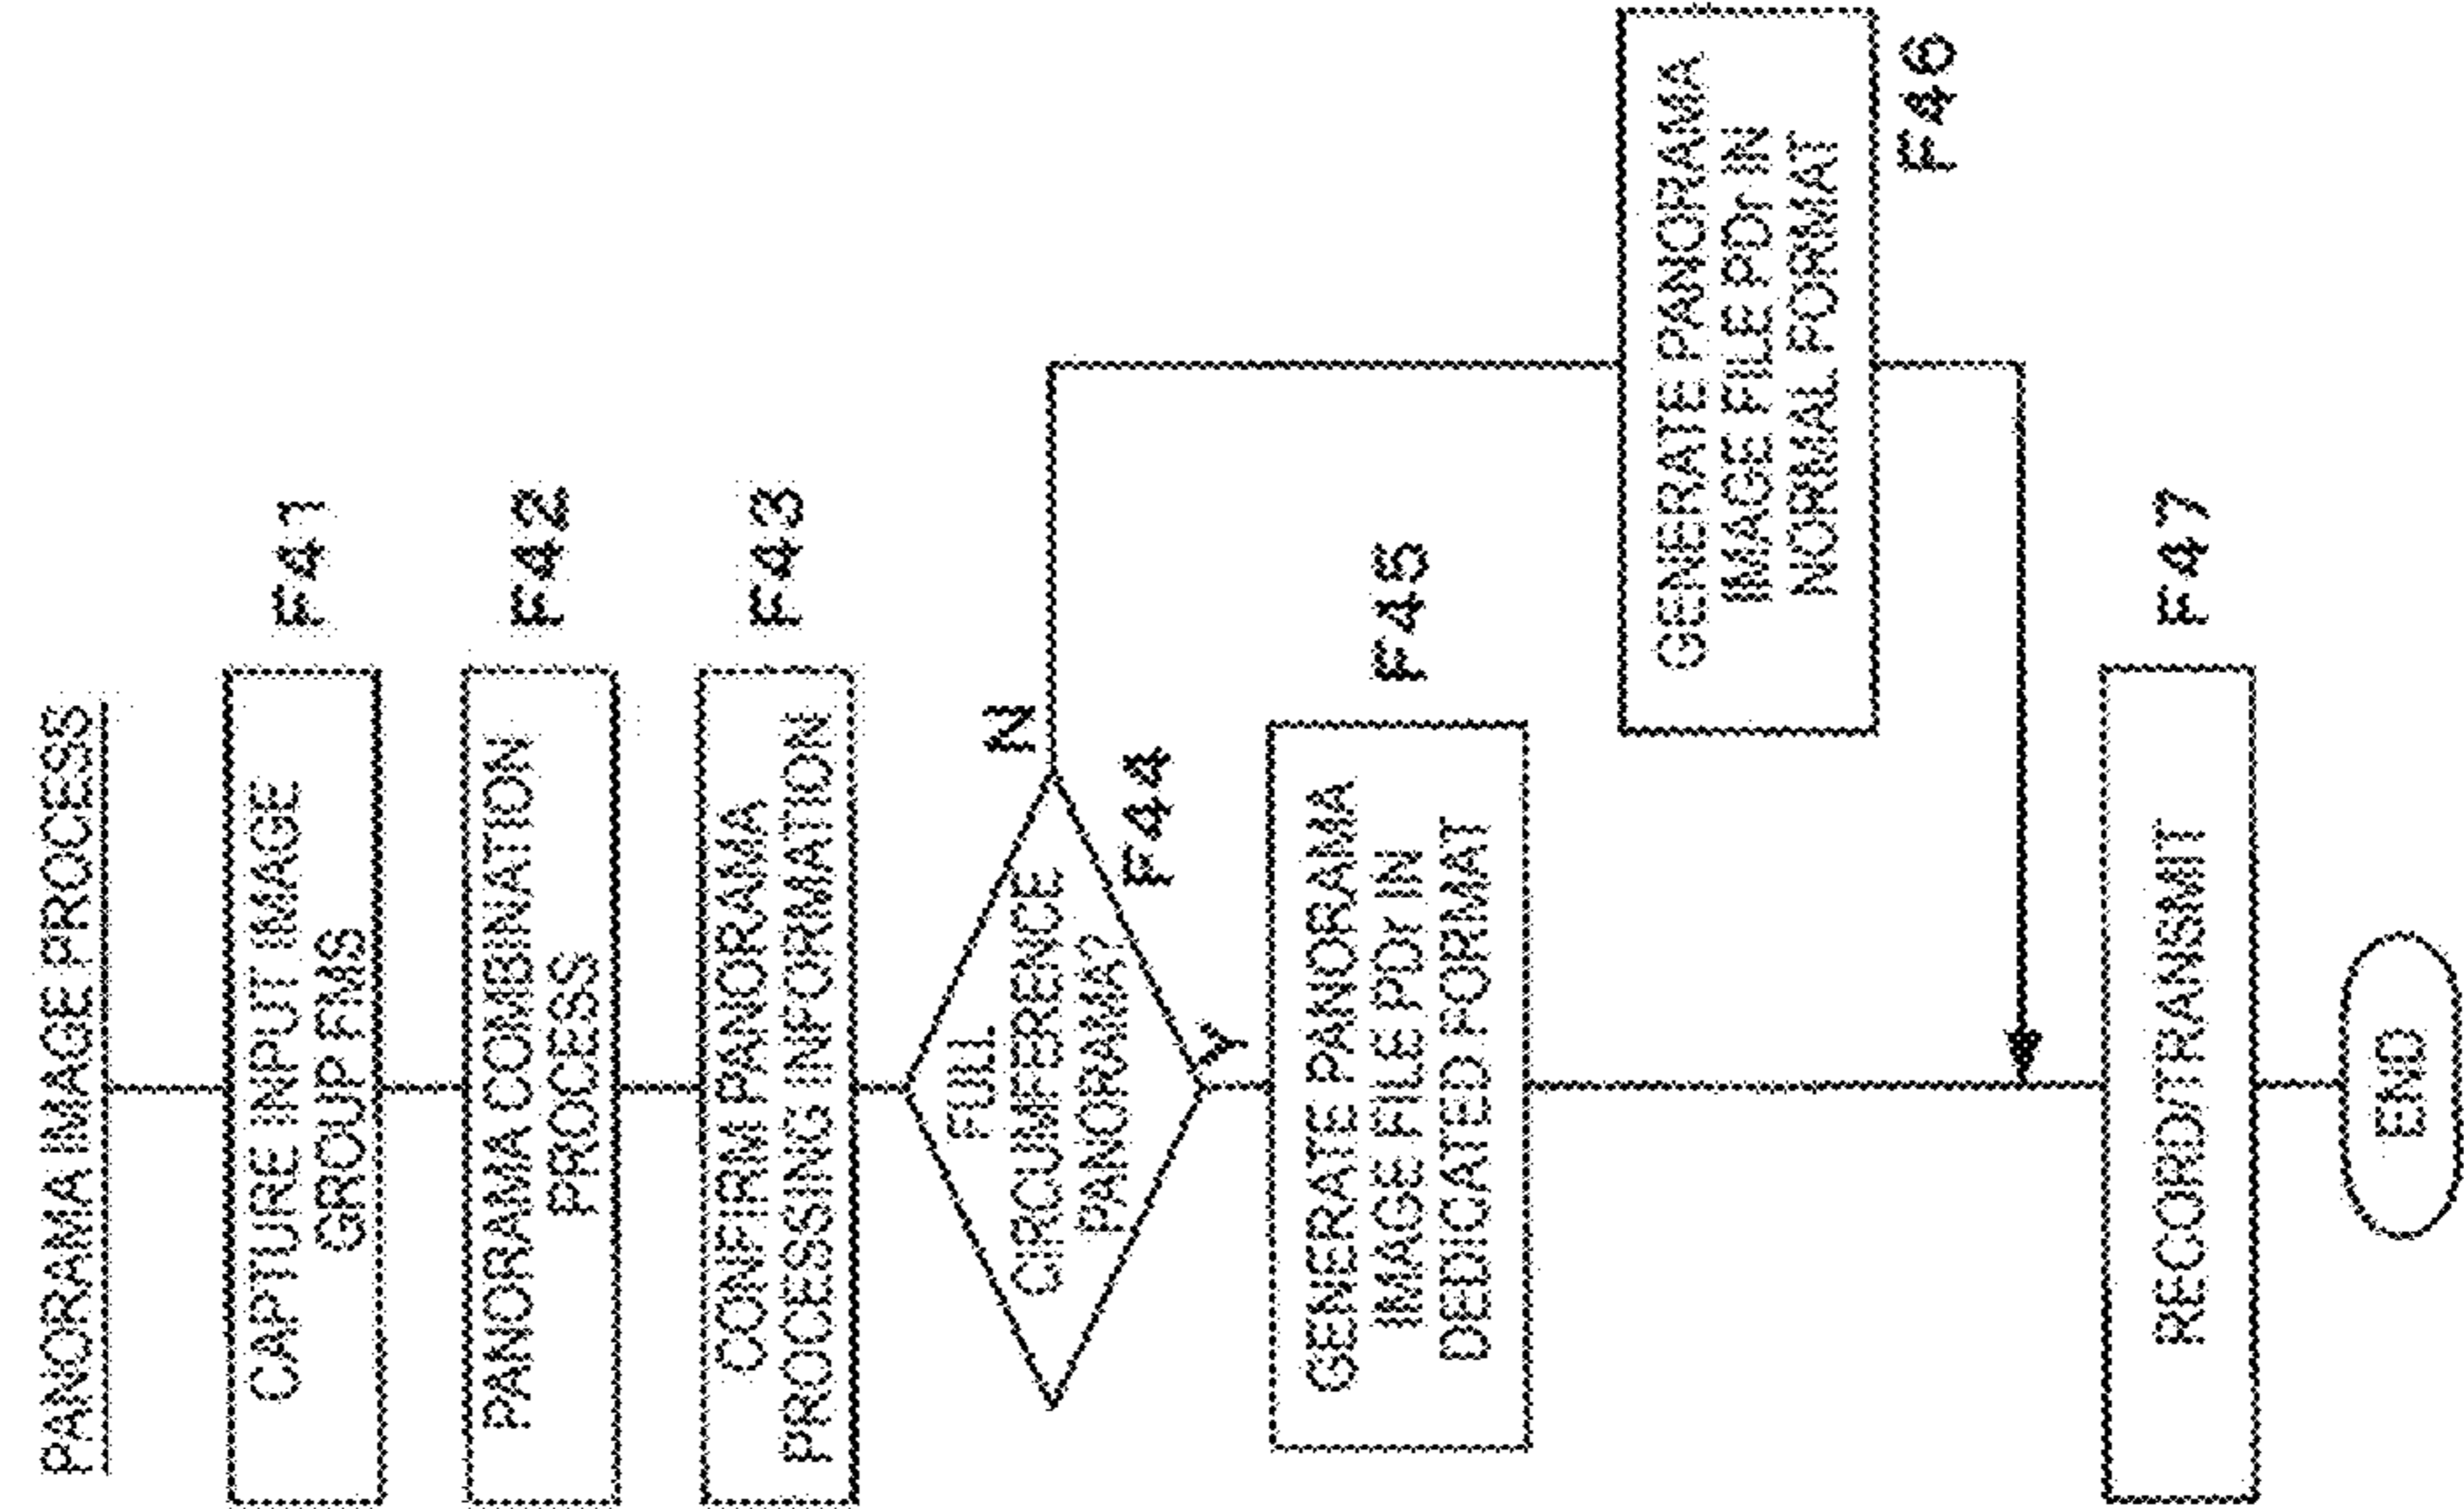 PANORAMA IMAGE PROCESS
CAPTURE INPUT IMAGE
GROUP FMS
F41
PANORAMA COMBINATION
PROCESS
F42
CONFIRM PANORAMA
PROCESSING INFORMATION
F43
FULL
CIRCUMFERENCE
PANORAMA?
N
F44
Y
GENERATE PANORAMA
IMAGE FILE PDr IN
DEDICATED FORMAT
F45
GENERATE PANORAMA
IMAGE FILE PDr IN
NORMAL FORMAT
F46
RECORD/TRANSMIT
F47
END